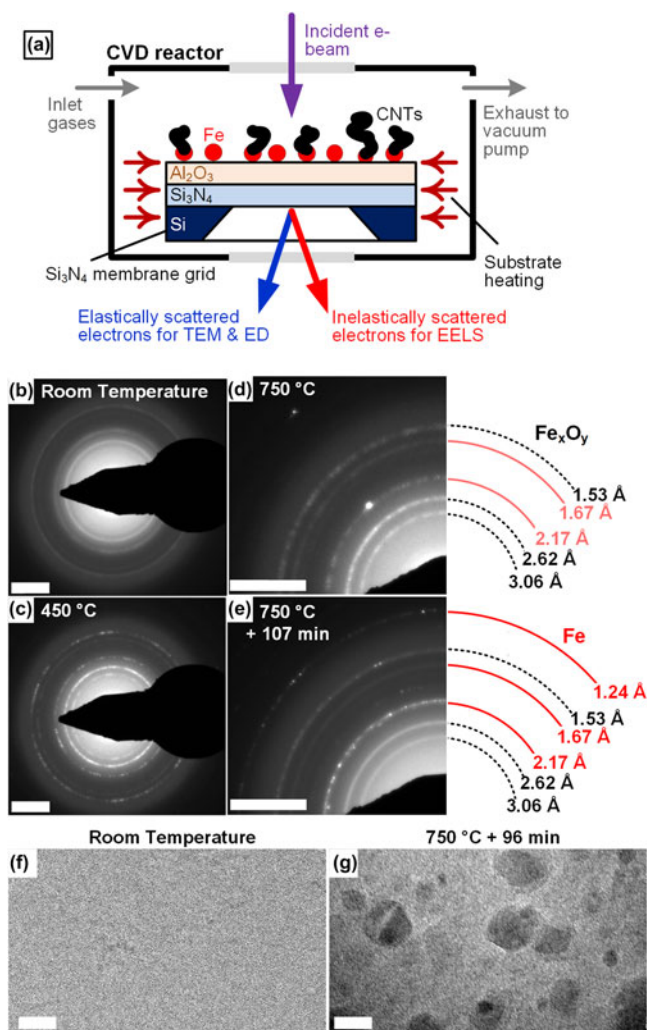 (a)
CVD reactor
Incident e-
beam
Inlet
gases
Exhaust to
vacuum
pump
Fe
CNTs
Al₂O₃
Si₃N₄
Si
Si₃N₄ membrane grid
Substrate
heating
Elastically scattered
electrons for TEM & ED
Inelastically scattered
electrons for EELS
(b) Room Temperature
(d) 750 °C
FeₓOᵧ
1.53 Å
1.67 Å
2.17 Å
2.62 Å
3.06 Å
(c) 450 °C
(e) 750 °C
+ 107 min
Fe
1.24 Å
1.53 Å
1.67 Å
2.17 Å
2.62 Å
3.06 Å
Room Temperature
750 °C + 96 min
(f)
(g)